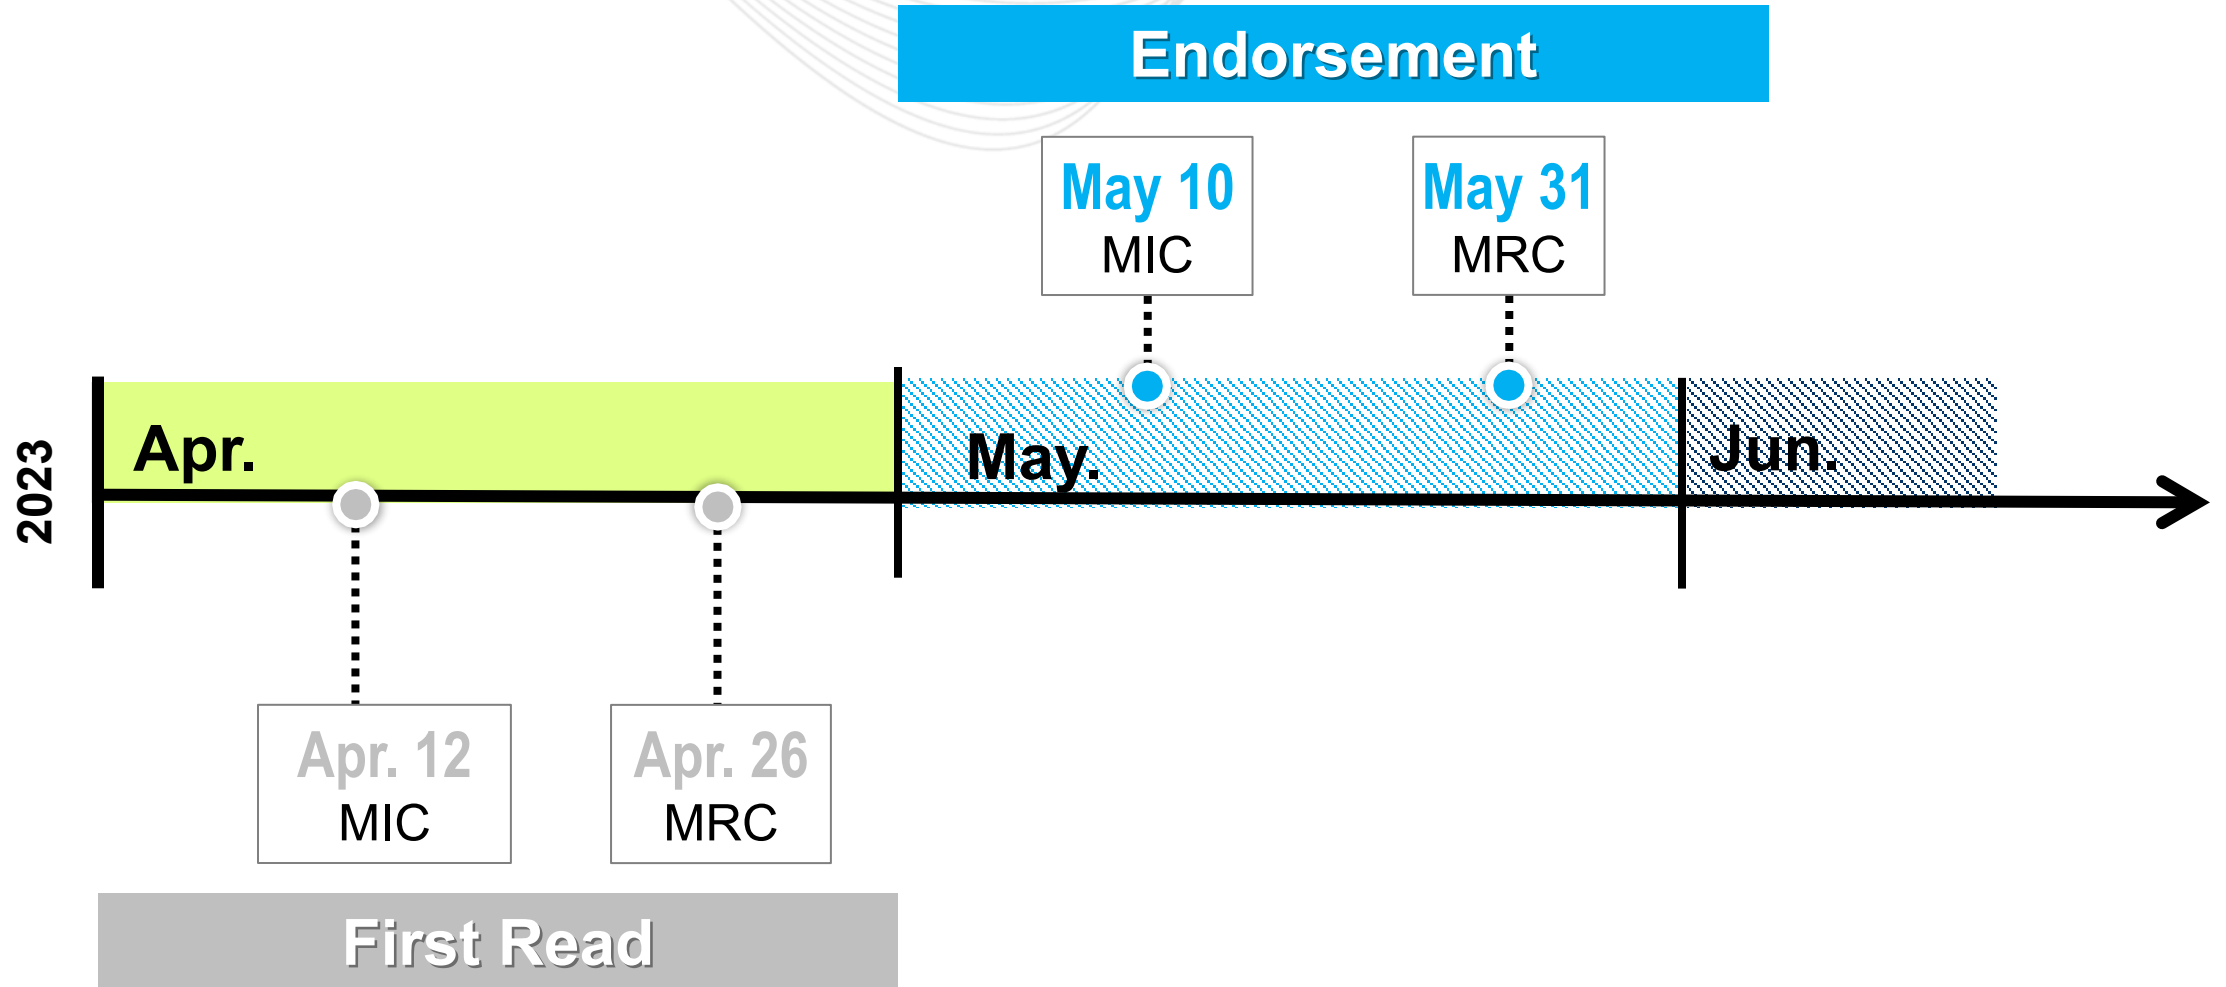 Endorsement
May 10
MIC
May 31
MRC
2023
Apr.
May.
Jun.
Apr. 12
MIC
Apr. 26
MRC
First Read